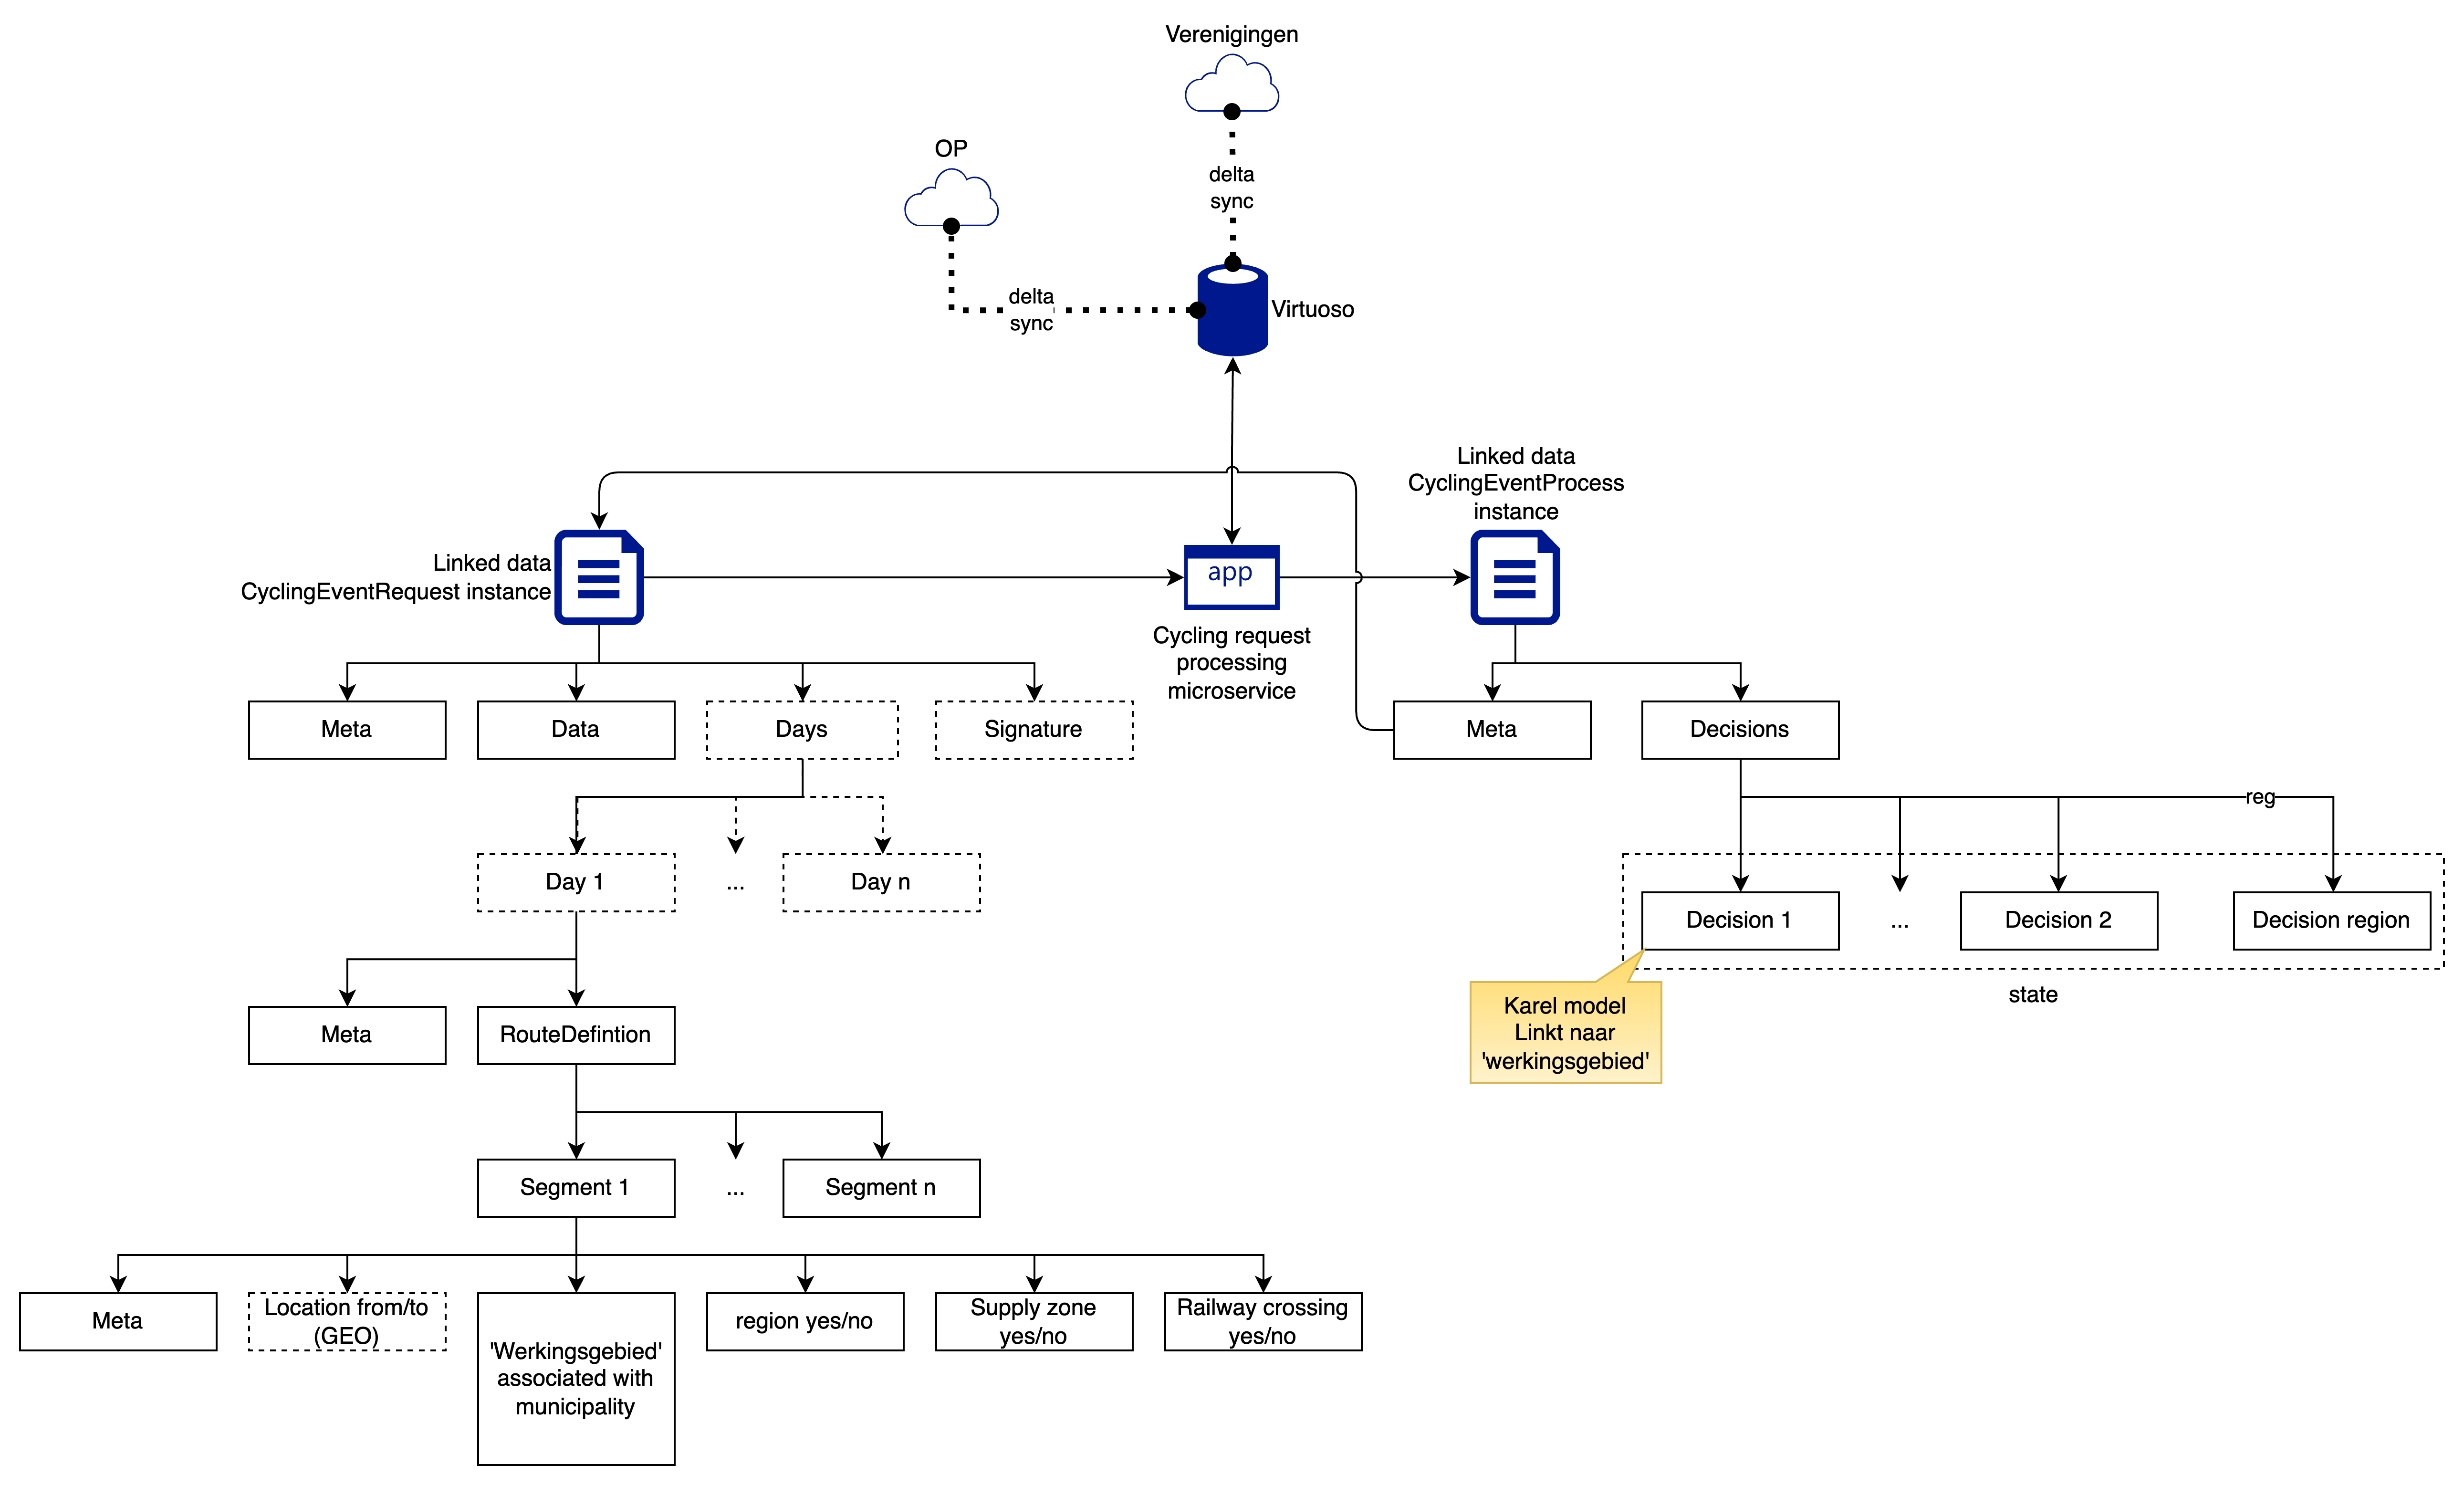 Verenigingen
OP
delta
sync
delta
sync
Virtuoso
Linked data
CyclingEventProcess
instance
Linked data
CyclingEventRequest instance
app
Cycling request
processing
microservice
Meta
Data
Days
Signature
Meta
Decisions
reg
Day 1
...
Day n
Decision 1
...
Decision 2
Decision region
state
Karel model
Linkt naar
'werkingsgebied'
Meta
RouteDefintion
Segment 1
...
Segment n
Meta
Location from/to
(GEO)
'Werkingsgebied'
associated with
municipality
region yes/no
Supply zone
yes/no
Railway crossing
yes/no